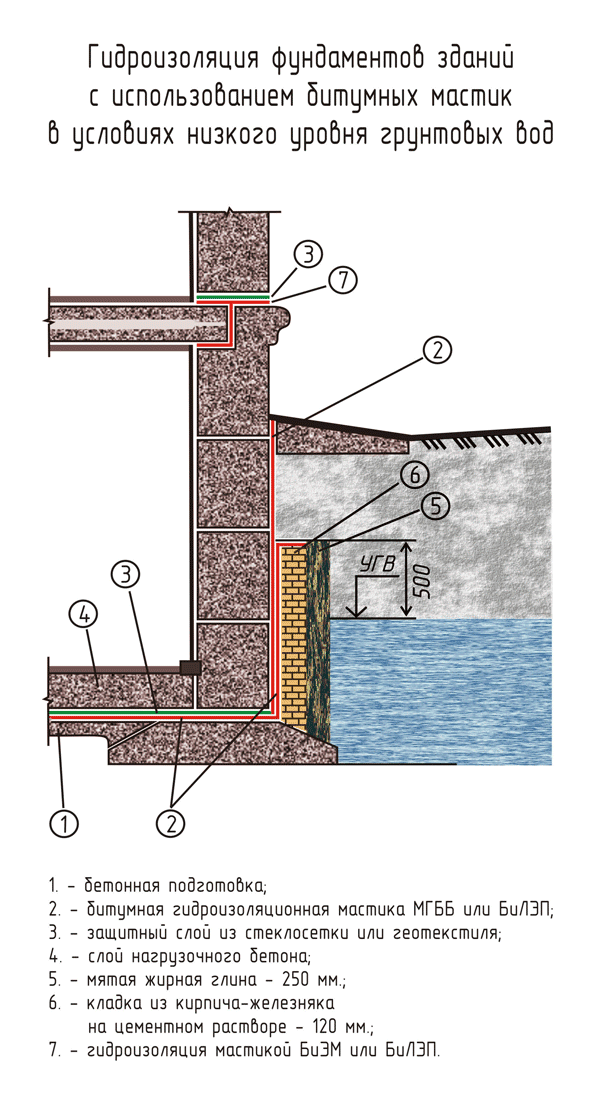 Гидроизоляция фундаментов зданий
с использованием битумных мастик
в условиях низкого уровня грунтовых вод
3
7
2
6
5
УГВ
500
3
4
1
2
1. - бетонная подготовка;
2. - битумная гидроизоляционная мастика МГББ или БиЛЭП;
3. - защитный слой из стеклосетки или геотекстиля;
4. - слой нагрузочного бетона;
5. - мятая жирная глина - 250 мм.;
6. - кладка из кирпича-железняка
на цементном растворе - 120 мм.;
7. - гидроизоляция мастикой БиЭМ или БиЛЭП.